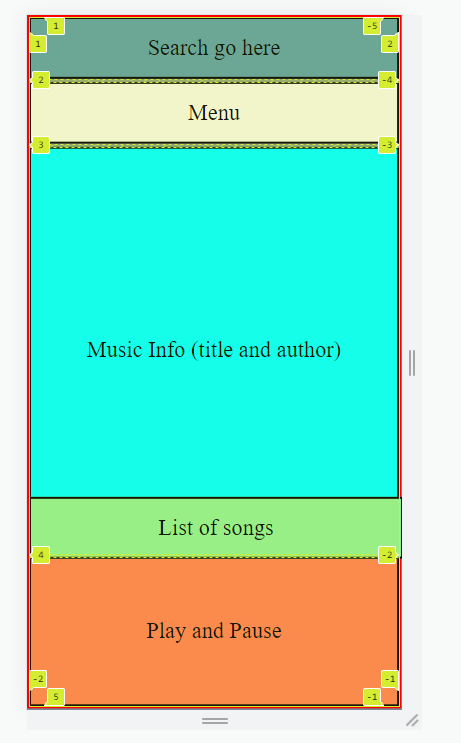 1 -5
1 2
Search go here
2 -4
Menu
3 -3
Music Info (title and author)
List of songs
4 -2
Play and Pause
-2 -1
5 -1